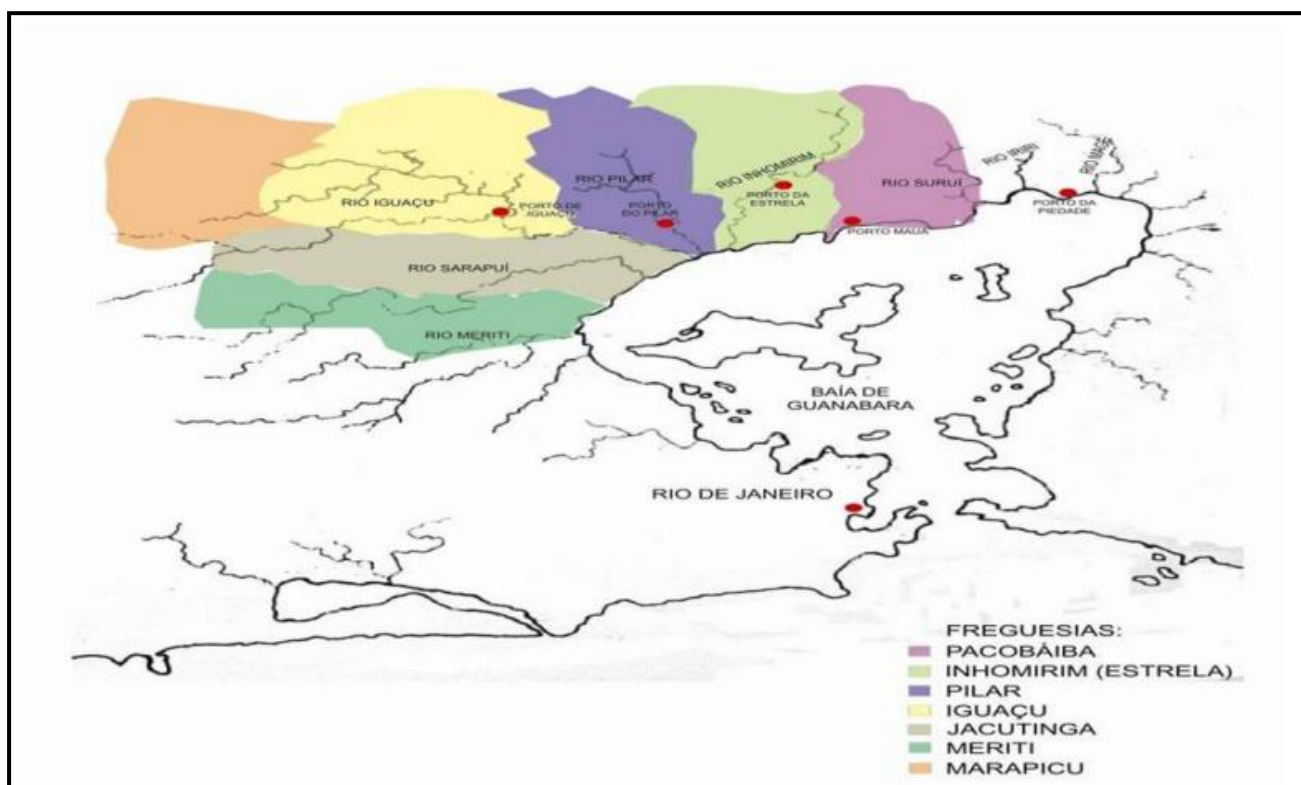 RIO IRIRI
RIO MAGÉ
RIO PILAR
RIO INHOMIRIM
RIO SURUÍ
PORTO DA
ESTRELA
PORTO DA
PIEDADE
RIO IGUAÇU
PORTO DE
IGUAÇU
PORTO
DO PILAR
PORTO MAUÁ
RIO SARAPUÍ
RIO MERITI
BAÍA DE
GUANABARA
RIO DE JANEIRO
FREGUESIAS:
PACOBÁIBA
INHOMIRIM (ESTRELA)
PILAR
IGUAÇU
JACUTINGA
MERITI
MARAPICU